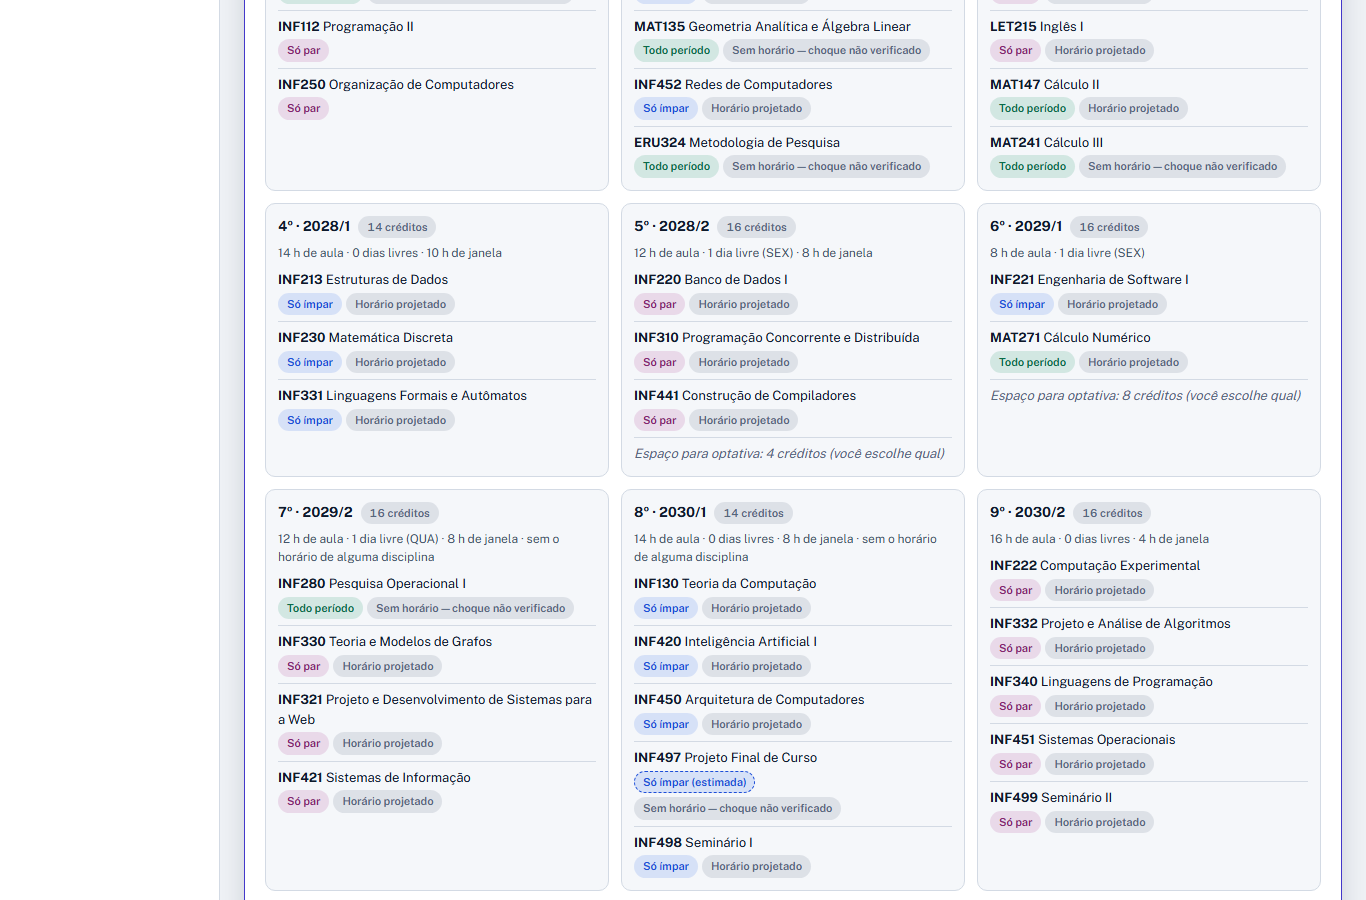 INF112 Programação II
Só par
INF250 Organização de Computadores
Só par
MAT135 Geometria Analítica e Álgebra Linear
Todo período Sem horário — choque não verificado
INF452 Redes de Computadores
Só ímpar Horário projetado
ERU324 Metodologia de Pesquisa
Todo período Sem horário — choque não verificado
LET215 Inglês I
Só par Horário projetado
MAT147 Cálculo II
Todo período Horário projetado
MAT241 Cálculo III
Todo período Sem horário — choque não verificado
4º · 2028/1 14 créditos
14 h de aula · 0 dias livres · 10 h de janela
INF213 Estruturas de Dados
Só ímpar Horário projetado
INF230 Matemática Discreta
Só ímpar Horário projetado
INF331 Linguagens Formais e Autômatos
Só ímpar Horário projetado
5º · 2028/2 16 créditos
12 h de aula · 1 dia livre (SEX) · 8 h de janela
INF220 Banco de Dados I
Só par Horário projetado
INF310 Programação Concorrente e Distribuída
Só par Horário projetado
INF441 Construção de Compiladores
Só par Horário projetado
Espaço para optativa: 4 créditos (você escolhe qual)
6º · 2029/1 16 créditos
8 h de aula · 1 dia livre (SEX)
INF221 Engenharia de Software I
Só ímpar Horário projetado
MAT271 Cálculo Numérico
Todo período Horário projetado
Espaço para optativa: 8 créditos (você escolhe qual)
7º · 2029/2 16 créditos
12 h de aula · 1 dia livre (QUA) · 8 h de janela · sem o
horário de alguma disciplina
INF280 Pesquisa Operacional I
Todo período Sem horário — choque não verificado
INF330 Teoria e Modelos de Grafos
Só par Horário projetado
INF321 Projeto e Desenvolvimento de Sistemas para
a Web
Só par Horário projetado
INF421 Sistemas de Informação
Só par Horário projetado
8º · 2030/1 14 créditos
14 h de aula · 0 dias livres · 8 h de janela · sem o horário
de alguma disciplina
INF130 Teoria da Computação
Só ímpar Horário projetado
INF420 Inteligência Artificial I
Só ímpar Horário projetado
INF450 Arquitetura de Computadores
Só ímpar Horário projetado
INF497 Projeto Final de Curso
Só ímpar (estimada)
Sem horário — choque não verificado
INF498 Seminário I
Só ímpar Horário projetado
9º · 2030/2 16 créditos
16 h de aula · 0 dias livres · 4 h de janela
INF222 Computação Experimental
Só par Horário projetado
INF332 Projeto e Análise de Algoritmos
Só par Horário projetado
INF340 Linguagens de Programação
Só par Horário projetado
INF451 Sistemas Operacionais
Só par Horário projetado
INF499 Seminário II
Só par Horário projetado